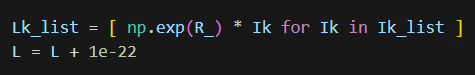 Lk_list = [ np.exp(R_) * Ik for Ik in Ik_list ]
L = L + 1e-22